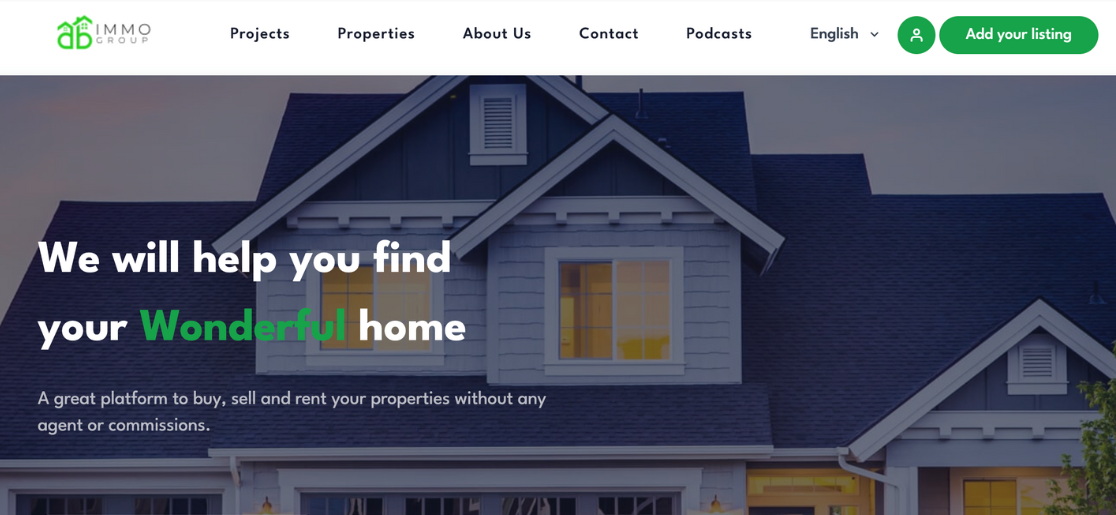 IMMO
GROUP
Projects
Properties
About Us
Contact
Podcasts
English
Add your listing
We will help you find
your Wonderful home
A great platform to buy, sell and rent your properties without any
agent or commissions.